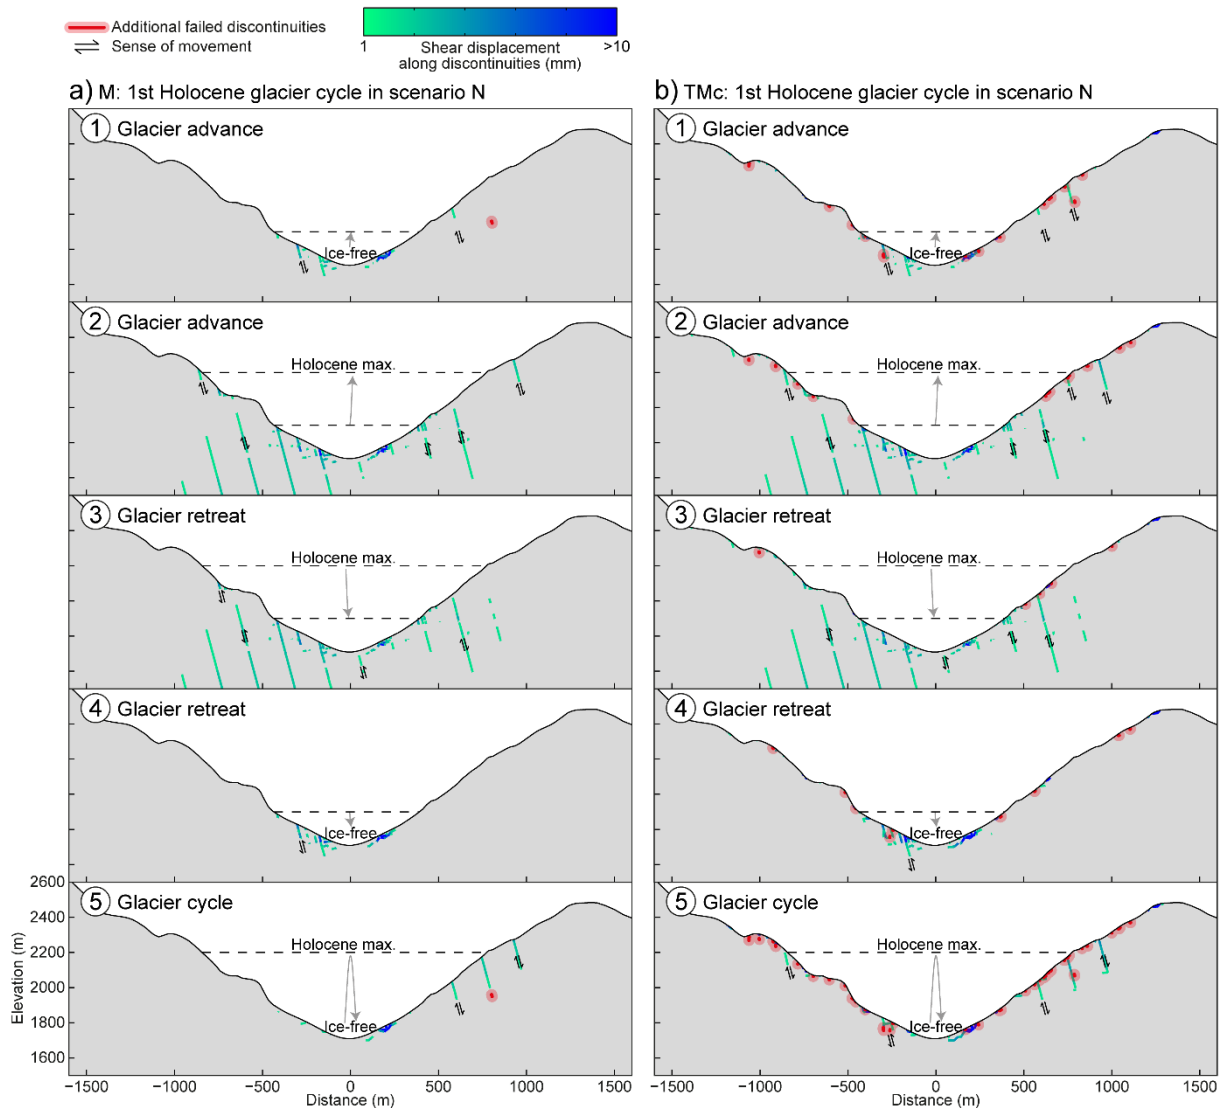 Additional failed discontinuities
Sense of movement
1
>10
Shear displacement
along discontinuities (mm)
a) M: 1st Holocene glacier cycle in scenario N
1 Glacier advance
Ice-free
2 Glacier advance
Holocene max.
3 Glacier retreat
Holocene max.
4 Glacier retreat
Ice-free
5 Glacier cycle
Holocene max.
Ice-free
2600
2400
2200
2000
1800
1600
Elevation (m)
−1500 −1000 −500 0 500 1000 1500
Distance (m)
b) TMc: 1st Holocene glacier cycle in scenario N
1 Glacier advance
Ice-free
2 Glacier advance
Holocene max.
3 Glacier retreat
Holocene max.
4 Glacier retreat
Ice-free
5 Glacier cycle
Holocene max.
Ice-free
−1500 −1000 −500 0 500 1000 1500
Distance (m)